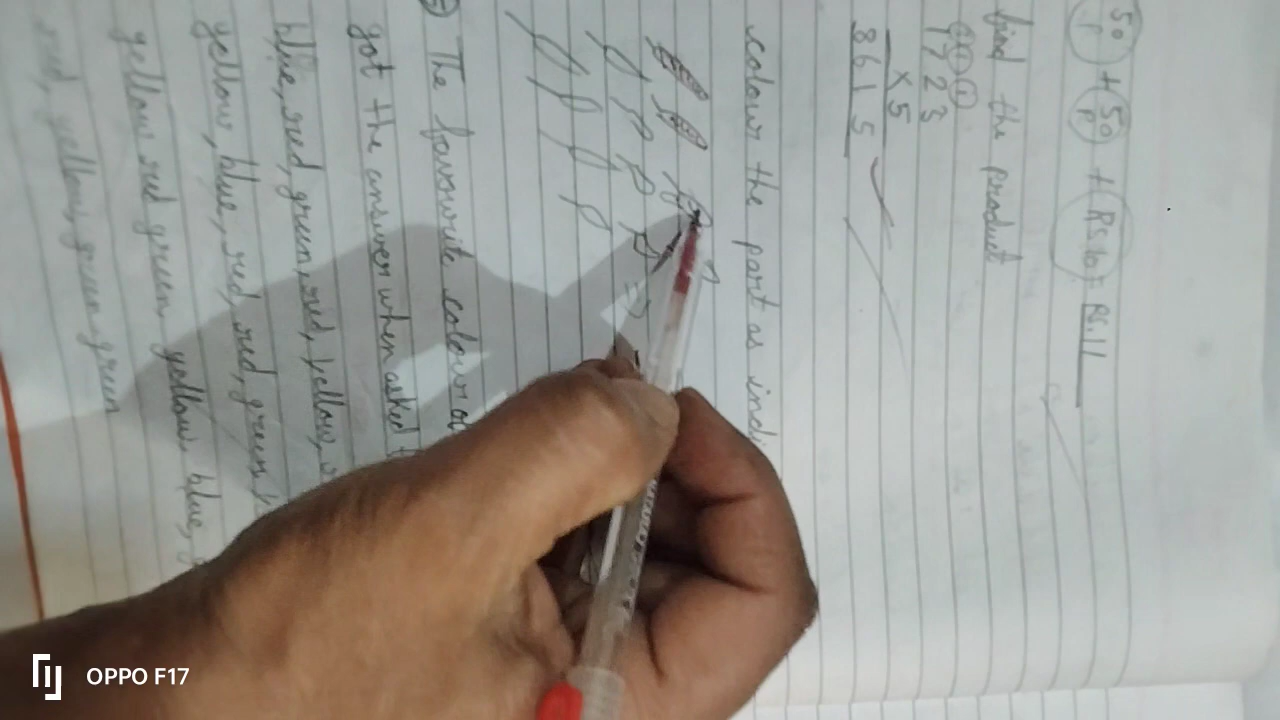 50 P + 50 P + Rs.10 = Rs.11
find the product
1723
x5
8615
colour the part as indi
The favourite colour
got the answer when asked
blue, red, green, red, yellow,
yellow, blue, red, red, green
yellow red green yellow, blue,
red, yellow, green, green
OPPO F17